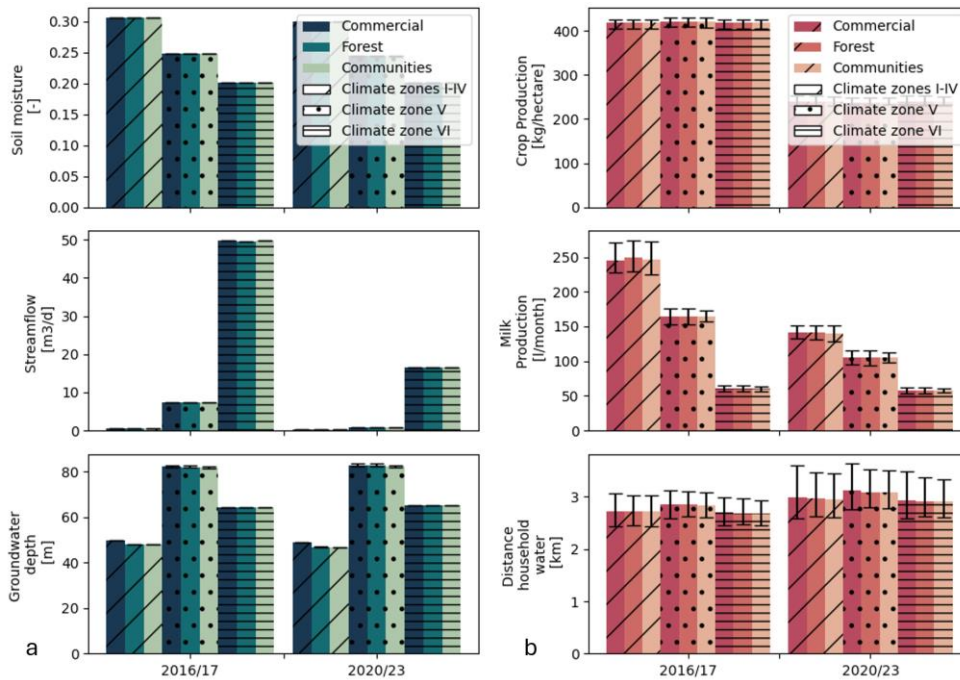 Soil moisture
[-]
0.30
0.25
0.20
0.15
0.10
0.05
0.00
Commercial
Forest
Communities
Climate zones I-IV
Climate zone V
Climate zone VI
Streamflow
[m3/d]
50
40
30
20
10
0
Groundwater
depth
[m]
80
60
40
20
0
a
2016/17
2020/23
Crop Production
[kg/hectare]
400
300
200
100
0
Commercial
Forest
Communities
Climate zones I-IV
Climate zone V
Climate zone VI
Milk
Production
[l/month]
250
200
150
100
50
0
Distance
household
water
[km]
3
2
1
0
b
2016/17
2020/23